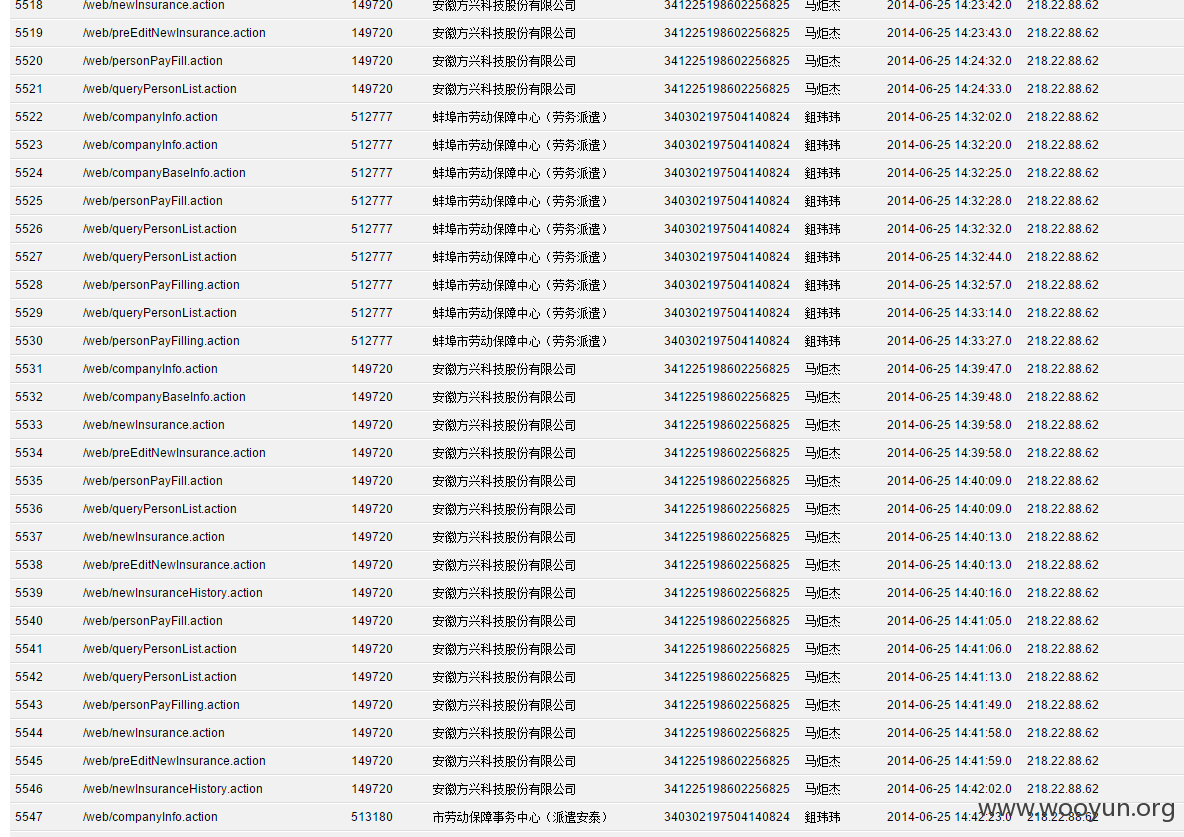 5518 /web/newInsurance.action 149720 安徽方兴科技股份有限公司 341225198602256825 马炬杰 2014-06-25 14:23:42.0 218.22.88.62
5519 /web/preEditNewInsurance.action 149720 安徽方兴科技股份有限公司 341225198602256825 马炬杰 2014-06-25 14:23:43.0 218.22.88.62
5520 /web/personPayFill.action 149720 安徽方兴科技股份有限公司 341225198602256825 马炬杰 2014-06-25 14:24:32.0 218.22.88.62
5521 /web/queryPersonList.action 149720 安徽方兴科技股份有限公司 341225198602256825 马炬杰 2014-06-25 14:24:33.0 218.22.88.62
5522 /web/companyInfo.action 512777 蚌埠市劳动保障中心（劳务派遣） 340302197504140824 鉏玮玮 2014-06-25 14:32:02.0 218.22.88.62
5523 /web/companyInfo.action 512777 蚌埠市劳动保障中心（劳务派遣） 340302197504140824 鉏玮玮 2014-06-25 14:32:20.0 218.22.88.62
5524 /web/companyBaseInfo.action 512777 蚌埠市劳动保障中心（劳务派遣） 340302197504140824 鉏玮玮 2014-06-25 14:32:25.0 218.22.88.62
5525 /web/personPayFill.action 512777 蚌埠市劳动保障中心（劳务派遣） 340302197504140824 鉏玮玮 2014-06-25 14:32:28.0 218.22.88.62
5526 /web/queryPersonList.action 512777 蚌埠市劳动保障中心（劳务派遣） 340302197504140824 鉏玮玮 2014-06-25 14:32:32.0 218.22.88.62
5527 /web/queryPersonList.action 512777 蚌埠市劳动保障中心（劳务派遣） 340302197504140824 鉏玮玮 2014-06-25 14:32:44.0 218.22.88.62
5528 /web/personPayFilling.action 512777 蚌埠市劳动保障中心（劳务派遣） 340302197504140824 鉏玮玮 2014-06-25 14:32:57.0 218.22.88.62
5529 /web/queryPersonList.action 512777 蚌埠市劳动保障中心（劳务派遣） 340302197504140824 鉏玮玮 2014-06-25 14:33:14.0 218.22.88.62
5530 /web/personPayFilling.action 512777 蚌埠市劳动保障中心（劳务派遣） 340302197504140824 鉏玮玮 2014-06-25 14:33:27.0 218.22.88.62
5531 /web/companyInfo.action 149720 安徽方兴科技股份有限公司 341225198602256825 马炬杰 2014-06-25 14:39:47.0 218.22.88.62
5532 /web/companyBaseInfo.action 149720 安徽方兴科技股份有限公司 341225198602256825 马炬杰 2014-06-25 14:39:48.0 218.22.88.62
5533 /web/newInsurance.action 149720 安徽方兴科技股份有限公司 341225198602256825 马炬杰 2014-06-25 14:39:58.0 218.22.88.62
5534 /web/preEditNewInsurance.action 149720 安徽方兴科技股份有限公司 341225198602256825 马炬杰 2014-06-25 14:39:58.0 218.22.88.62
5535 /web/personPayFill.action 149720 安徽方兴科技股份有限公司 341225198602256825 马炬杰 2014-06-25 14:40:09.0 218.22.88.62
5536 /web/queryPersonList.action 149720 安徽方兴科技股份有限公司 341225198602256825 马炬杰 2014-06-25 14:40:09.0 218.22.88.62
5537 /web/newInsurance.action 149720 安徽方兴科技股份有限公司 341225198602256825 马炬杰 2014-06-25 14:40:13.0 218.22.88.62
5538 /web/preEditNewInsurance.action 149720 安徽方兴科技股份有限公司 341225198602256825 马炬杰 2014-06-25 14:40:13.0 218.22.88.62
5539 /web/newInsuranceHistory.action 149720 安徽方兴科技股份有限公司 341225198602256825 马炬杰 2014-06-25 14:40:16.0 218.22.88.62
5540 /web/personPayFill.action 149720 安徽方兴科技股份有限公司 341225198602256825 马炬杰 2014-06-25 14:41:05.0 218.22.88.62
5541 /web/queryPersonList.action 149720 安徽方兴科技股份有限公司 341225198602256825 马炬杰 2014-06-25 14:41:06.0 218.22.88.62
5542 /web/queryPersonList.action 149720 安徽方兴科技股份有限公司 341225198602256825 马炬杰 2014-06-25 14:41:13.0 218.22.88.62
5543 /web/personPayFilling.action 149720 安徽方兴科技股份有限公司 341225198602256825 马炬杰 2014-06-25 14:41:49.0 218.22.88.62
5544 /web/newInsurance.action 149720 安徽方兴科技股份有限公司 341225198602256825 马炬杰 2014-06-25 14:41:58.0 218.22.88.62
5545 /web/preEditNewInsurance.action 149720 安徽方兴科技股份有限公司 341225198602256825 马炬杰 2014-06-25 14:41:59.0 218.22.88.62
5546 /web/newInsuranceHistory.action 149720 安徽方兴科技股份有限公司 341225198602256825 马炬杰 2014-06-25 14:42:02.0 218.22.88.62
5547 /web/companyInfo.action 513180 市劳动保障事务中心（派遣安泰） 340302197504140824 鉏玮玮 2014-06-25 14:42:23.0 218.22.88.62
www.wooyun.org